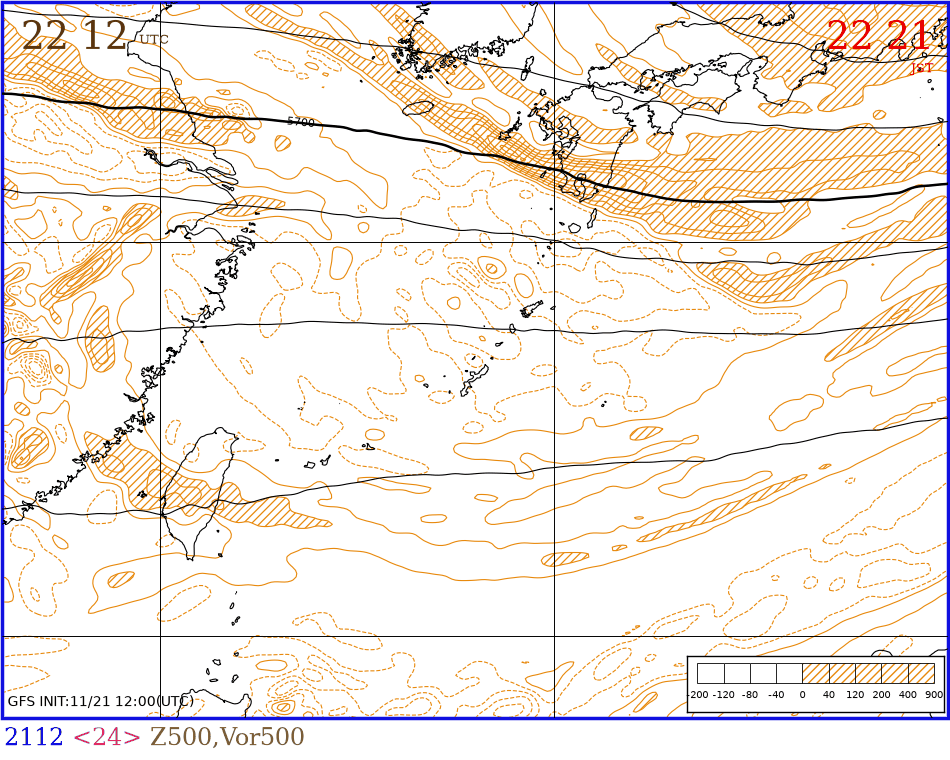 22 12 UTC
22 21
JST
5700
-200 -120 -80 -40 0 40 120 200 400 900
GFS INIT:11/21 12:00(UTC)
2112 <24> Z500,Vor500